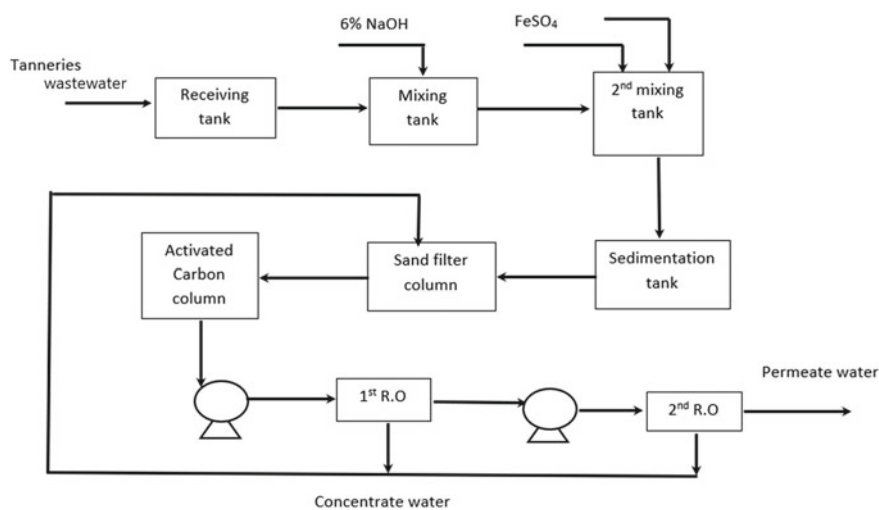 6% NaOH
FeSO₄
Tanneries
wastewater
Receiving
tank
Mixing
tank
2ⁿᵈ mixing
tank
Activated
Carbon
column
Sand filter
column
Sedimentation
tank
Permeate water
1ˢᵗ R.O
2ⁿᵈ R.O
Concentrate water